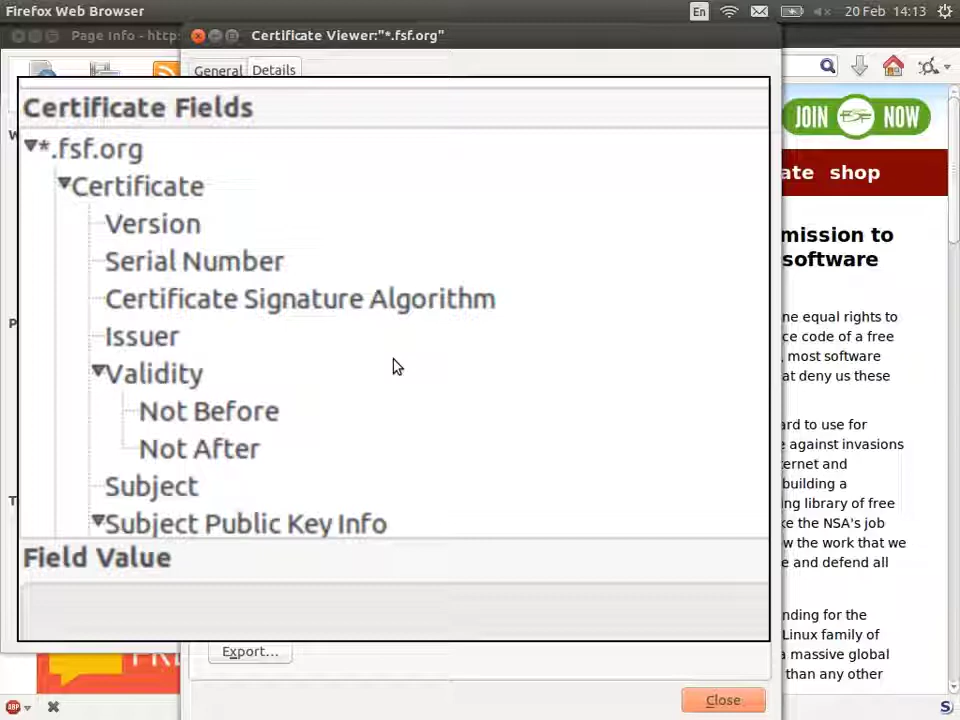 Firefox Web Browser
En
20 Feb 14:13
Page Info - http:
Certificate Viewer:"*.fsf.org"
General
Details
Certificate Fields
*.fsf.org
Certificate
Version
Serial Number
Certificate Signature Algorithm
Issuer
Validity
Not Before
Not After
Subject
Subject Public Key Info
Field Value
Export...
Close
JOIN
NOW
ate shop
mission to
software
ne equal rights to
ce code of a free
, most software
at deny us these
ard to use for
e against invasions
ternet and
building a
ng library of free
ke the NSA's job
w the work that we
e and defend all
nding for the
Linux family of
a massive global
than any other
ABP
S